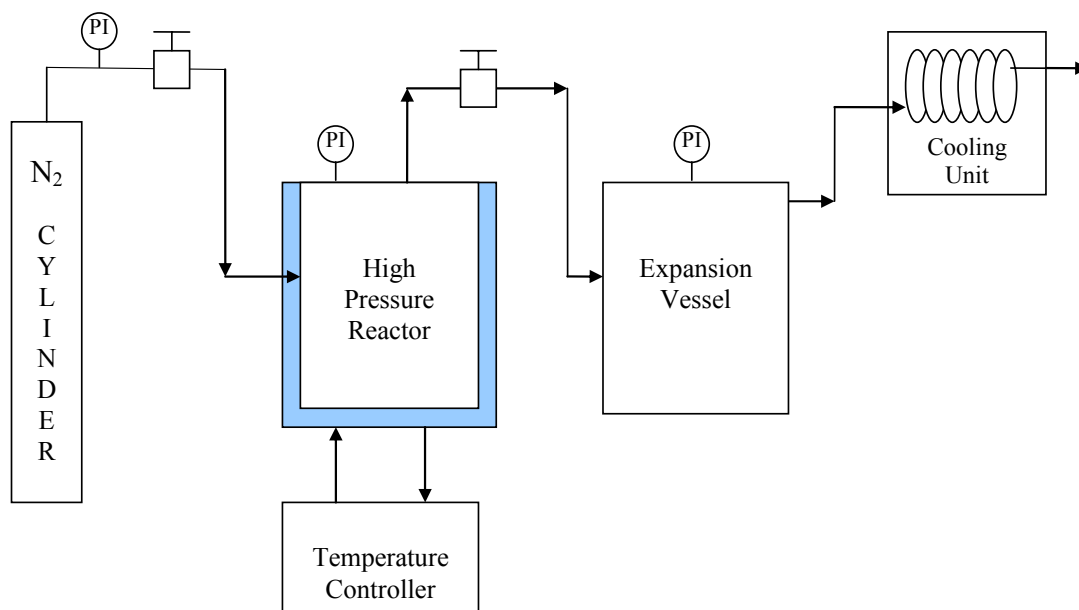 PI
N₂
C
Y
L
I
N
D
E
R
PI
High
Pressure
Reactor
Temperature
Controller
PI
Expansion
Vessel
Cooling
Unit